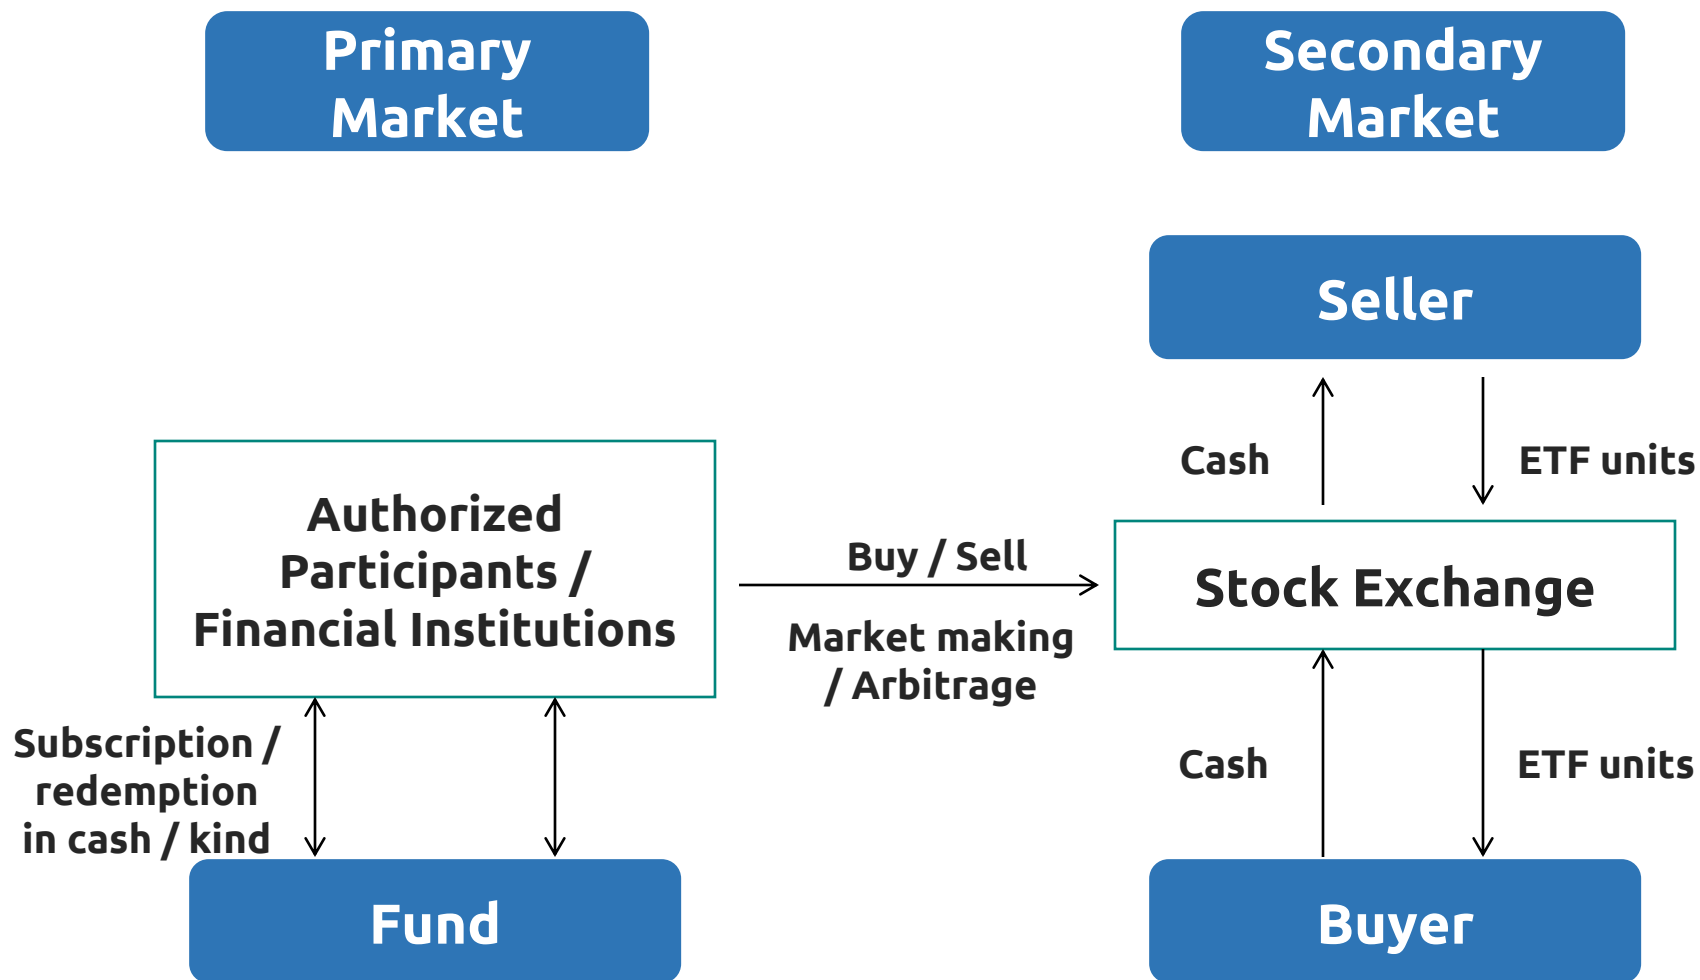 Primary
Market
Secondary
Market
Seller
Cash
ETF units
Authorized
Participants /
Financial Institutions
Buy / Sell
Market making
/ Arbitrage
Stock Exchange
Subscription /
redemption
in cash / kind
Cash
ETF units
Fund
Buyer